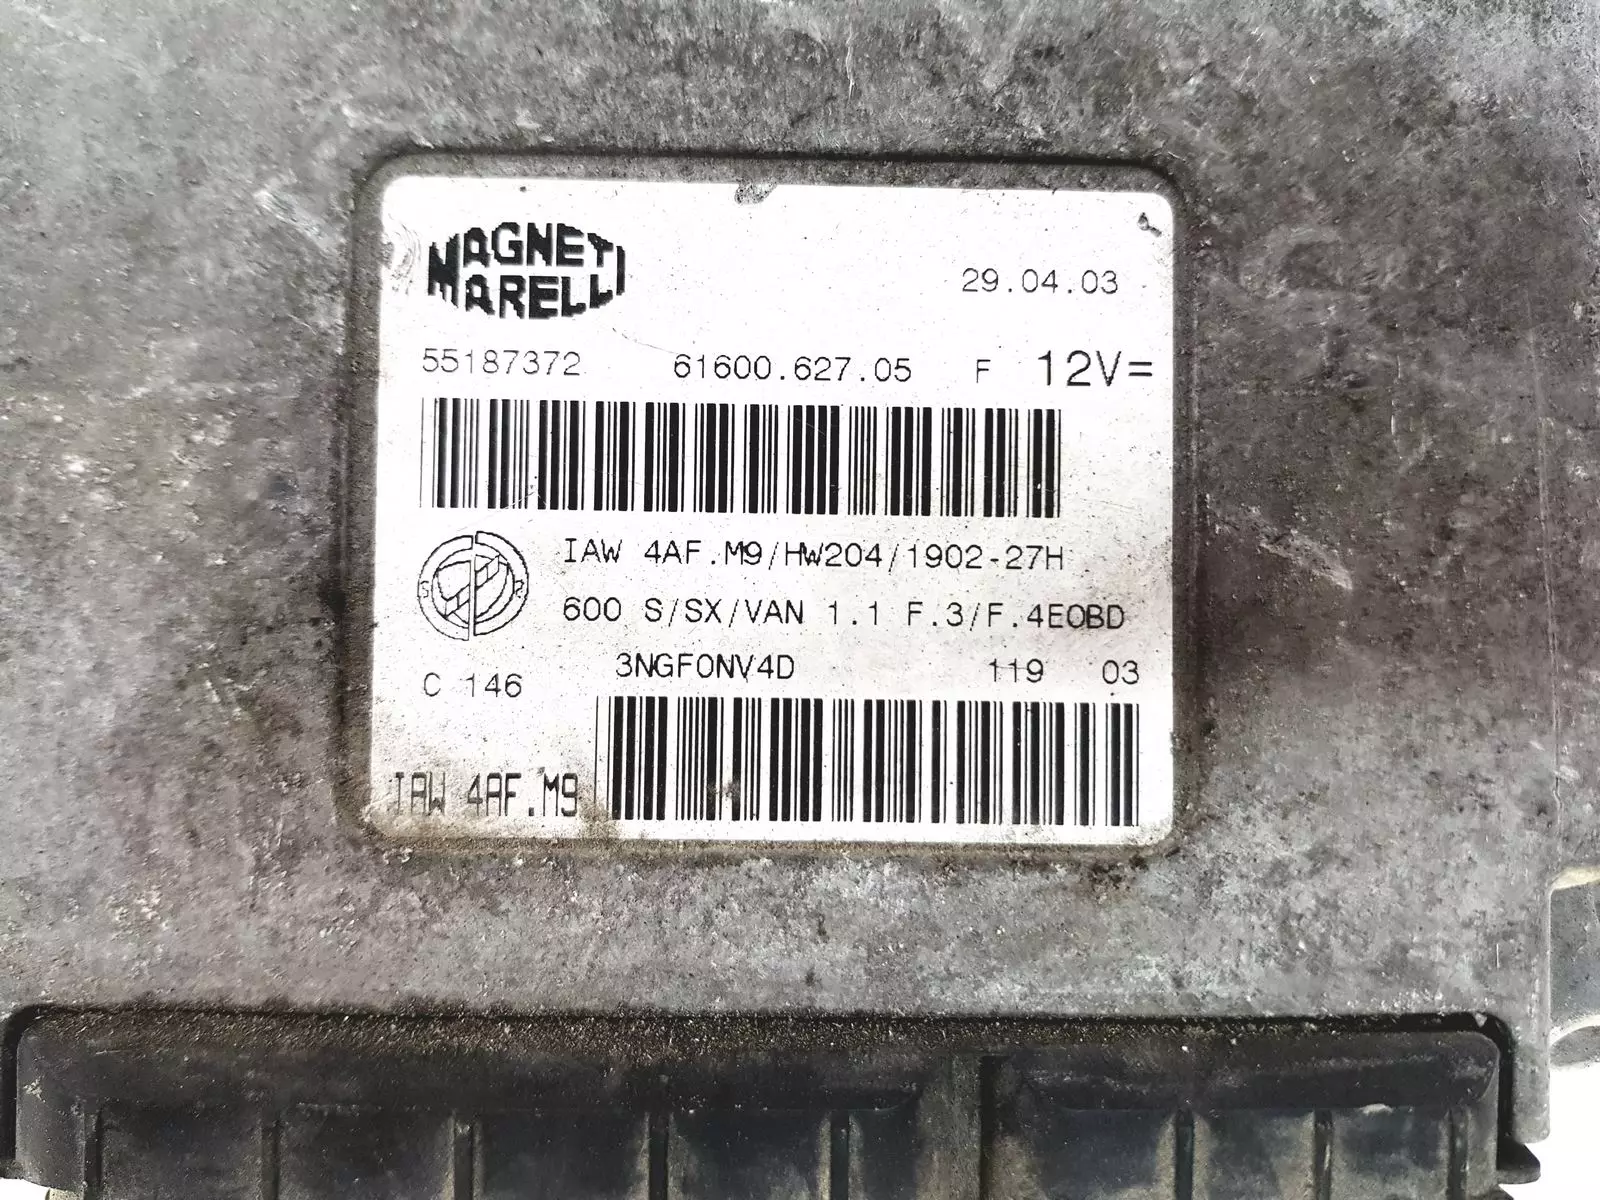 MAGNETI
MARELLI
29.04.03
55187372 61600.627.05 F 12V=
IAW 4AF.M9/HW204/1902-27H
600 S/SX/VAN 1.1 F.3/F.4EOBD
3NGF0NV4D 119 03
C 146
IAW 4AF.M9